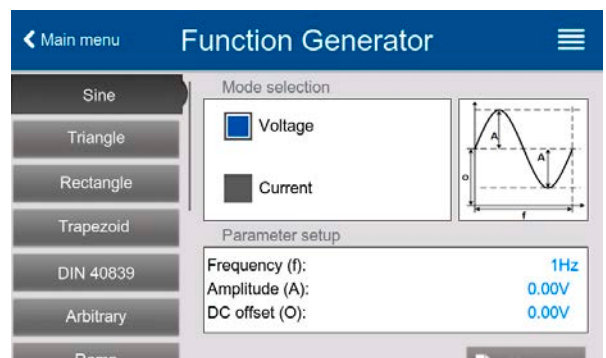 Main menu
Function Generator
Sine
Triangle
Rectangle
Trapezoid
DIN 40839
Arbitrary
Mode selection
Voltage
Current
A
A
O
f
Parameter setup
Frequency (f): 1Hz
Amplitude (A): 0.00V
DC offset (O): 0.00V